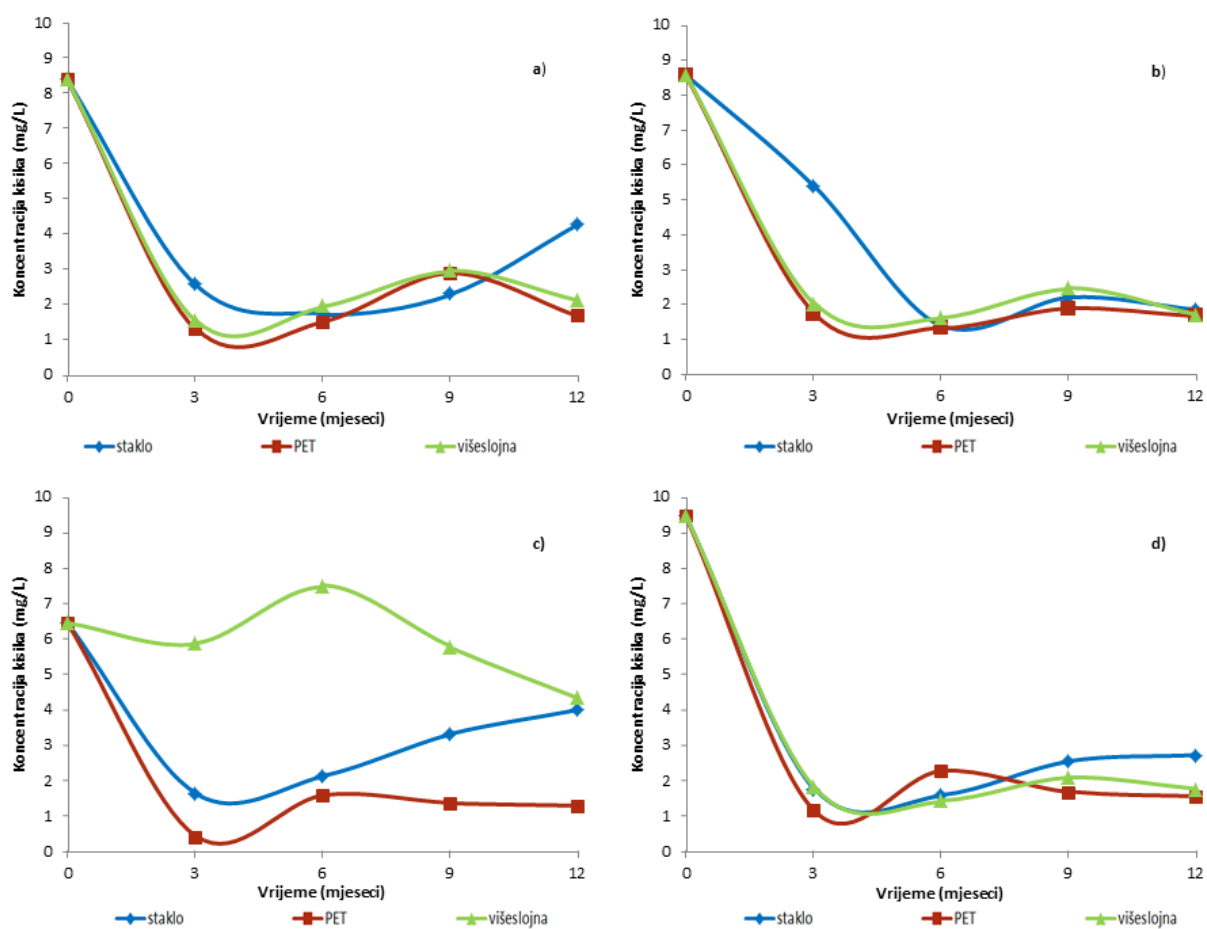 a)
Koncentracija kisika (mg/L)
10
9
8
7
6
5
4
3
2
1
0
0 3 6 9 12
Vrijeme (mjeseci)
staklo PET višeslojna
b)
Koncentracija kisika (mg/L)
10
9
8
7
6
5
4
3
2
1
0
0 3 6 9 12
Vrijeme (mjeseci)
staklo PET višeslojna
c)
Koncentracija kisika (mg/L)
10
9
8
7
6
5
4
3
2
1
0
0 3 6 9 12
Vrijeme (mjeseci)
staklo PET višeslojna
d)
Koncentracija kisika (mg/L)
10
9
8
7
6
5
4
3
2
1
0
0 3 6 9 12
Vrijeme (mjeseci)
staklo PET višeslojna